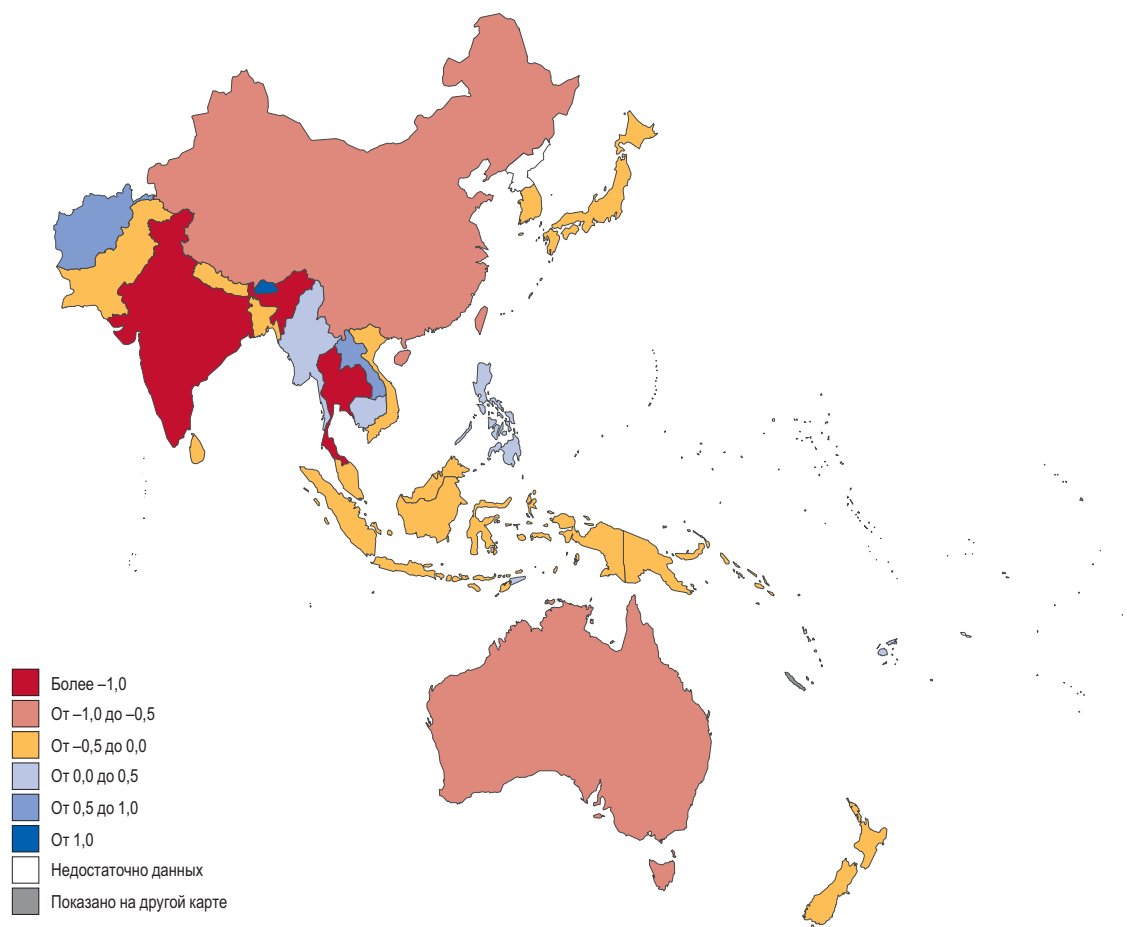 Более –1,0
От –1,0 до –0,5
От –0,5 до 0,0
От 0,0 до 0,5
От 0,5 до 1,0
От 1,0
Недостаточно данных
Показано на другой карте